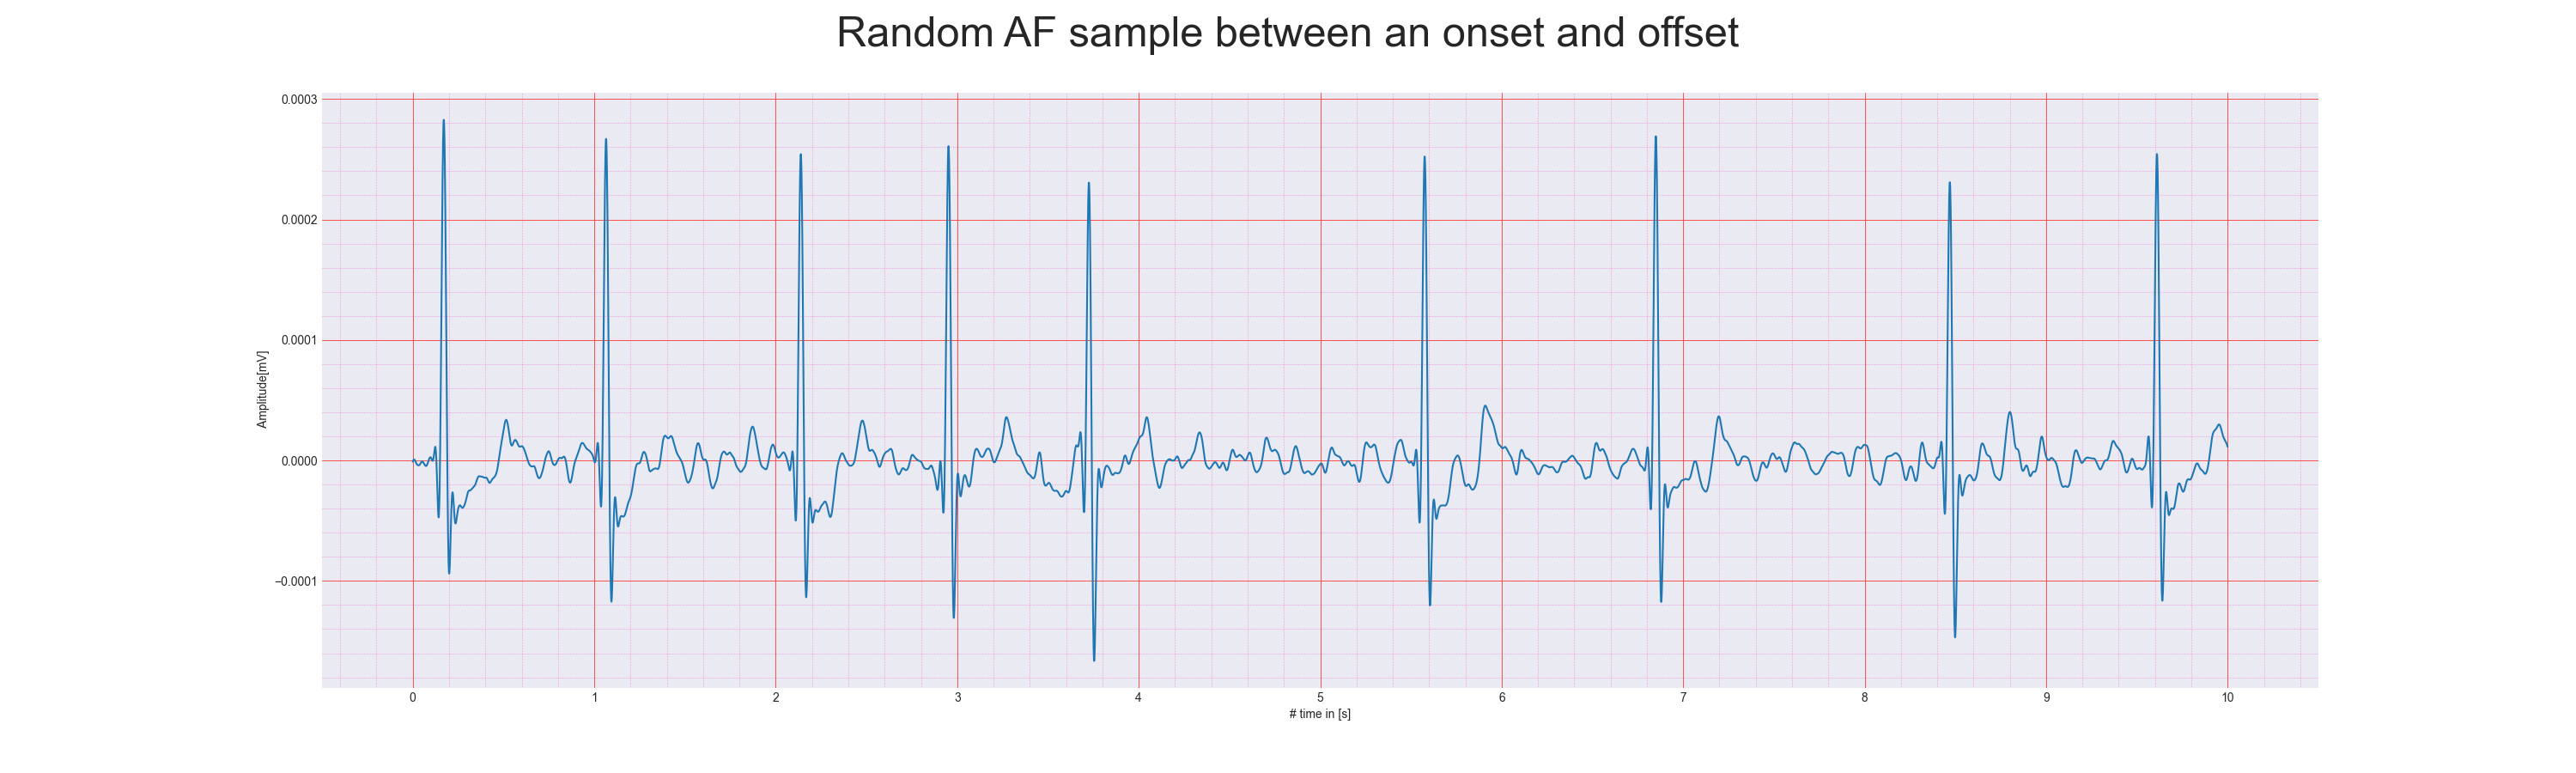 Random AF sample between an onset and offset
0.0003
0.0002
0.0001
0.0000
−0.0001
Amplitude[mV]
0 1 2 3 4 5 6 7 8 9 10
# time in [s]